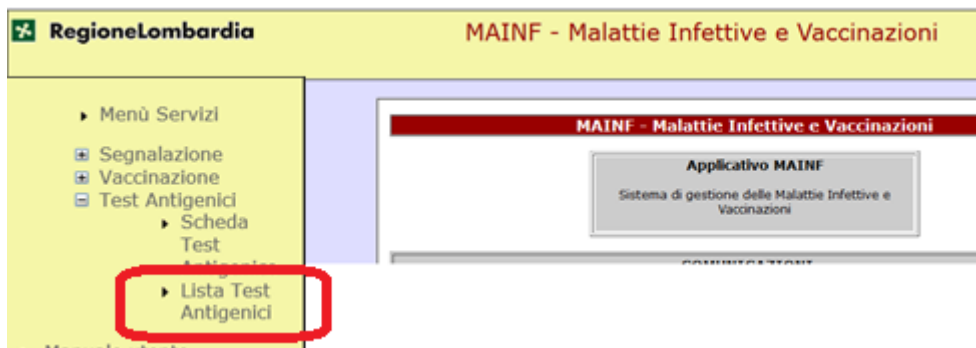 RegioneLombardia
MAINF - Malattie Infettive e Vaccinazioni
Menù Servizi
Segnalazione
Vaccinazione
Test Antigenici
Scheda
Test
Lista Test
Antigenici
MAINF - Malattie Infettive e Vaccinazioni
Applicativo MAINF
Sistema di gestione delle Malattie Infettive e
Vaccinazioni
COMUNICAZIONI